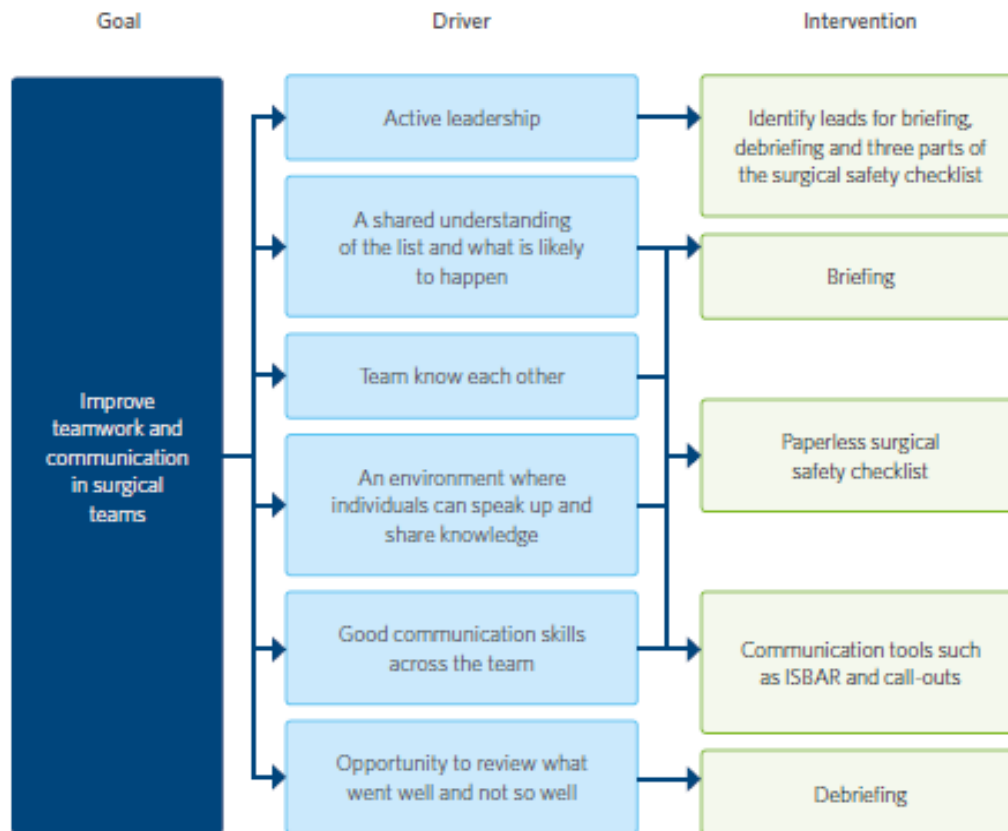 Goal
Driver
Intervention
Improve
teamwork and
communication
in surgical
teams
Active leadership
A shared understanding
of the list and what is likely
to happen
Team know each other
An environment where
individuals can speak up and
share knowledge
Good communication skills
across the team
Opportunity to review what
went well and not so well
Identify leads for briefing,
debriefing and three parts of
the surgical safety checklist
Briefing
Paperless surgical
safety checklist
Communication tools such
as ISBAR and call-outs
Debriefing